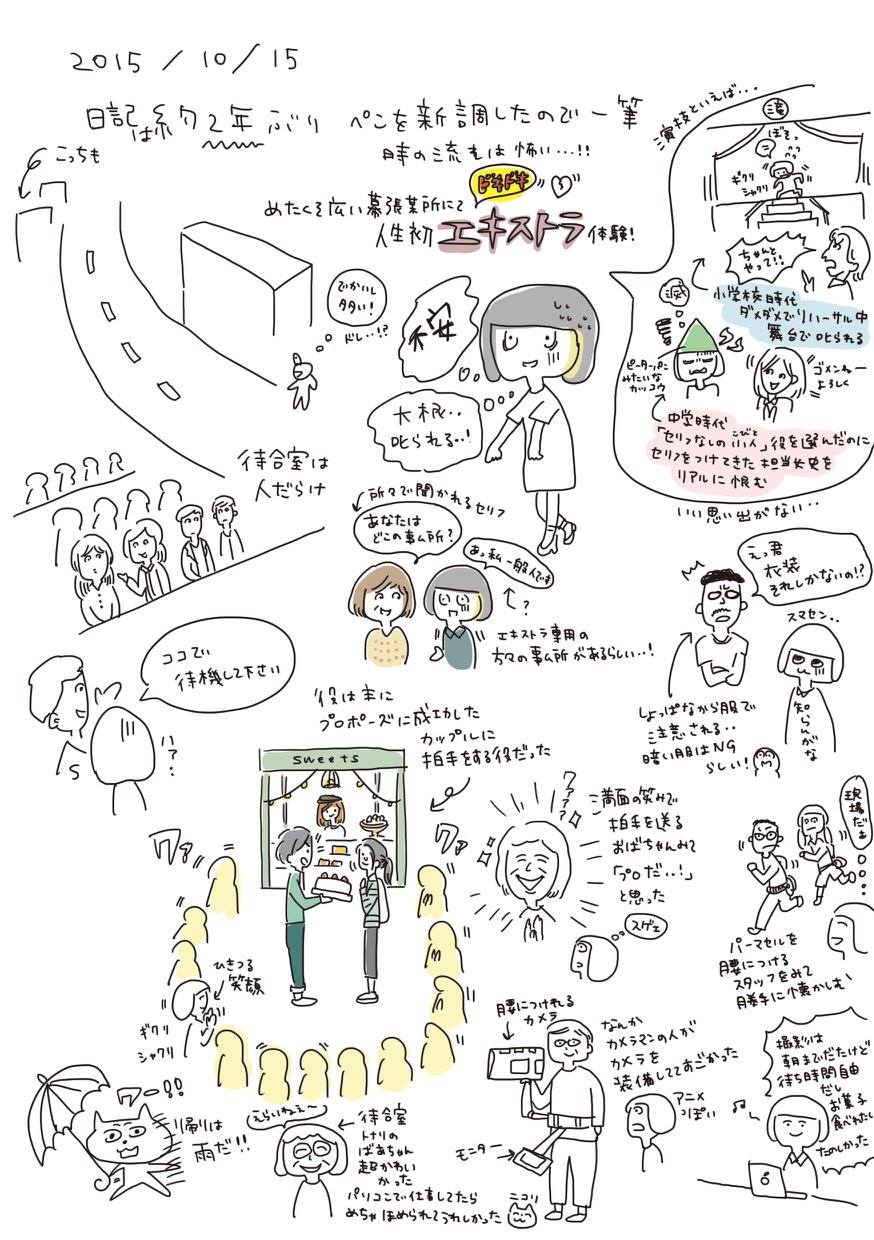 2015/10/15
日記は約2年ぶり ペンを新調したので一筆
時の流れは怖い…!!
こっちも
めたくそ広い幕張某所にて
ドキドキ
人生初エキストラ体験!
でかいし
多い!
ドレ…!?
不安
大根‥
叱られる‥!
演技といえば...
ぼそっ
ギクリ
シャクリ
ちゃんと
やって!!
小学校時代
ダメダメでリハーサル中
舞台で叱られる
滅
ピーターパン
みたいな
カッコウ
ゴメンねー
よろしく
中学時代
「セリフなしの小人」役を選んだのに
こびと
セリフをつけてきた担当長史を
リアルに恨む
いい思い出がない‥
待合室は
人だらけ
所々で聞かれるセリフ
あなたは
どこの事ム所?
あっ私一般人です
?
エキストラ専用の
方々の事ム所があるらしい‥!
えっ君
衣装
それしかないの!?
スマセン‥
知らんがな
しょっぱなから服で
注意される‥
暗い服はNG
らしい!
ココで
待機して下さい
ハァ?
役は主に
プロポーズに成功した
カップルに
拍手をする役だった
sweets
ワァ
ワァ
ひきつる
笑顔
ギクリ
シャクリ
ワァァァ
満面の笑みで
拍手を送る
おばちゃんみて
「プロだ‥!」
と思った
スゲェ
現場だぁ
パーマセルを
腰につける
スタッフをみて
勝手に懐かしむ
腰につけれる
カメラ
モニター
なんか
カメラマンの人が
カメラを
装備しててすごかった
アニメ
っぽい
撮影は
朝までだたけど
待ち時間自由
だし
お菓子
食べれたし
たのしかった
ワー!!
帰りは
雨だ!!
えらいねぇ〜
待合室
トナリの
ばあちゃん
超かわい
かった
パソコンで仕事してたら
めちゃほめられてうれしかった
ニコリ